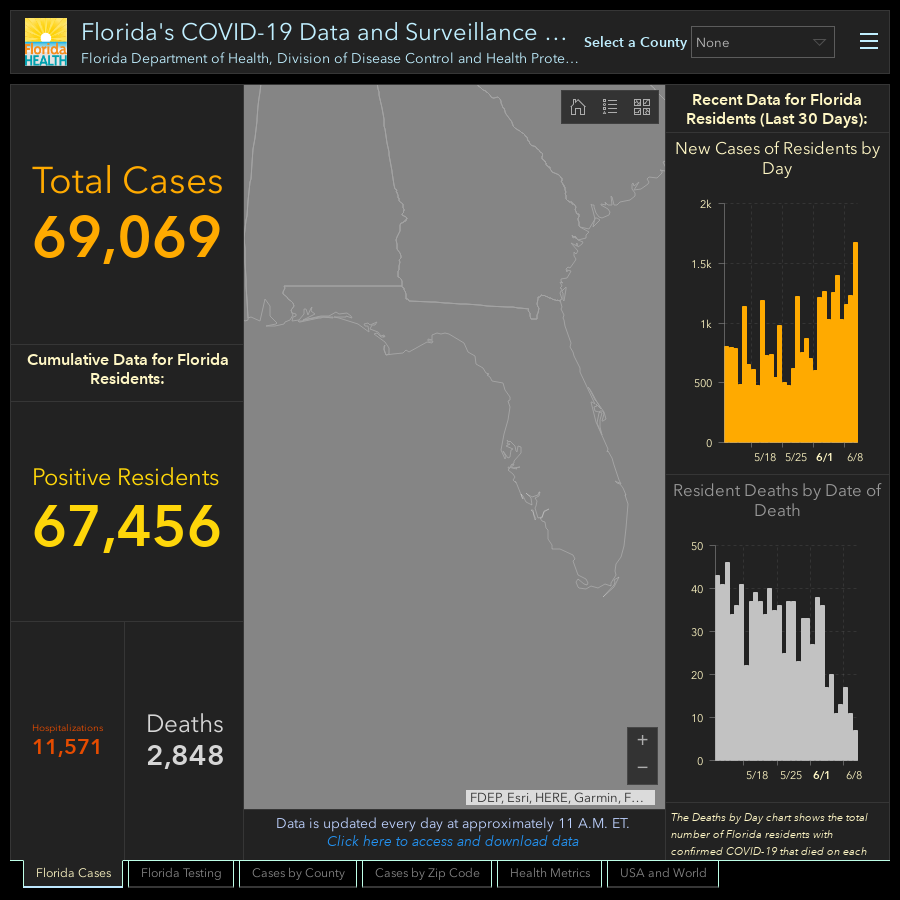 Florida
HEALTH
Florida's COVID-19 Data and Surveillance ...
Florida Department of Health, Division of Disease Control and Health Prote...
Select a County
None
Total Cases
69,069
Cumulative Data for Florida
Residents:
Positive Residents
67,456
Hospitalizations
11,571
Deaths
2,848
FDEP, Esri, HERE, Garmin, F...
Data is updated every day at approximately 11 A.M. ET.
Click here to access and download data
Recent Data for Florida
Residents (Last 30 Days):
New Cases of Residents by
Day
2k
1.5k
1k
500
0
5/18 5/25 6/1 6/8
Resident Deaths by Date of
Death
50
40
30
20
10
0
5/18 5/25 6/1 6/8
The Deaths by Day chart shows the total
number of Florida residents with
confirmed COVID-19 that died on each
Florida Cases
Florida Testing
Cases by County
Cases by Zip Code
Health Metrics
USA and World